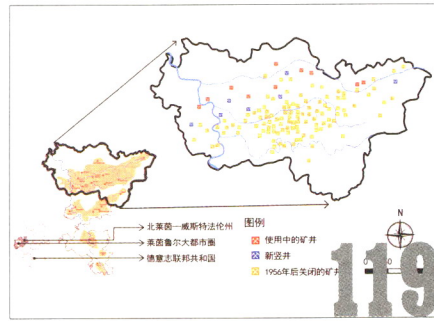 北莱茵—威斯特法伦州
莱茵鲁尔大都市圈
德意志联邦共和国
图例
使用中的矿井
新竖井
1956年后关闭的矿井
N
119